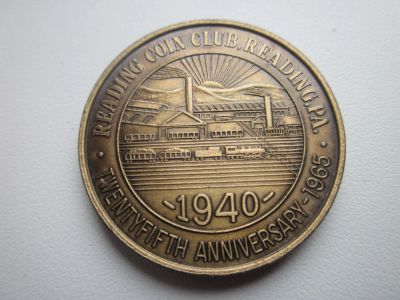 READING COIN CLUB, READING, PA.
-1940-
· TWENTYFIFTH ANNIVERSARY-1965 ·